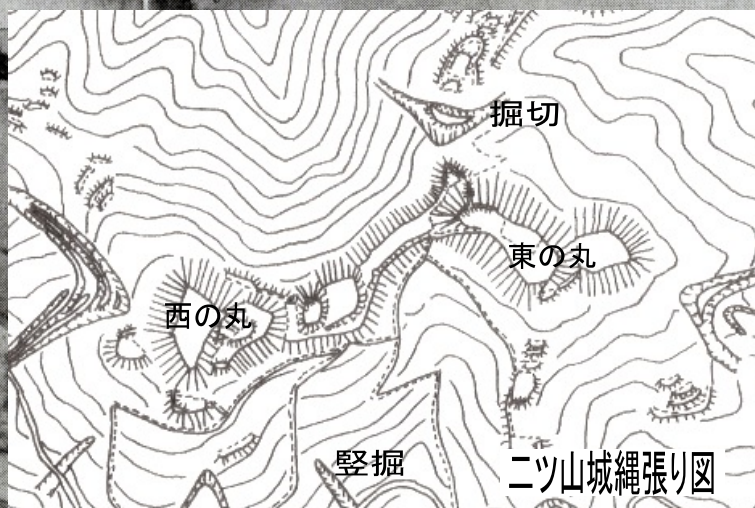 掘切
東の丸
西の丸
竪掘
二ツ山城縄張り図